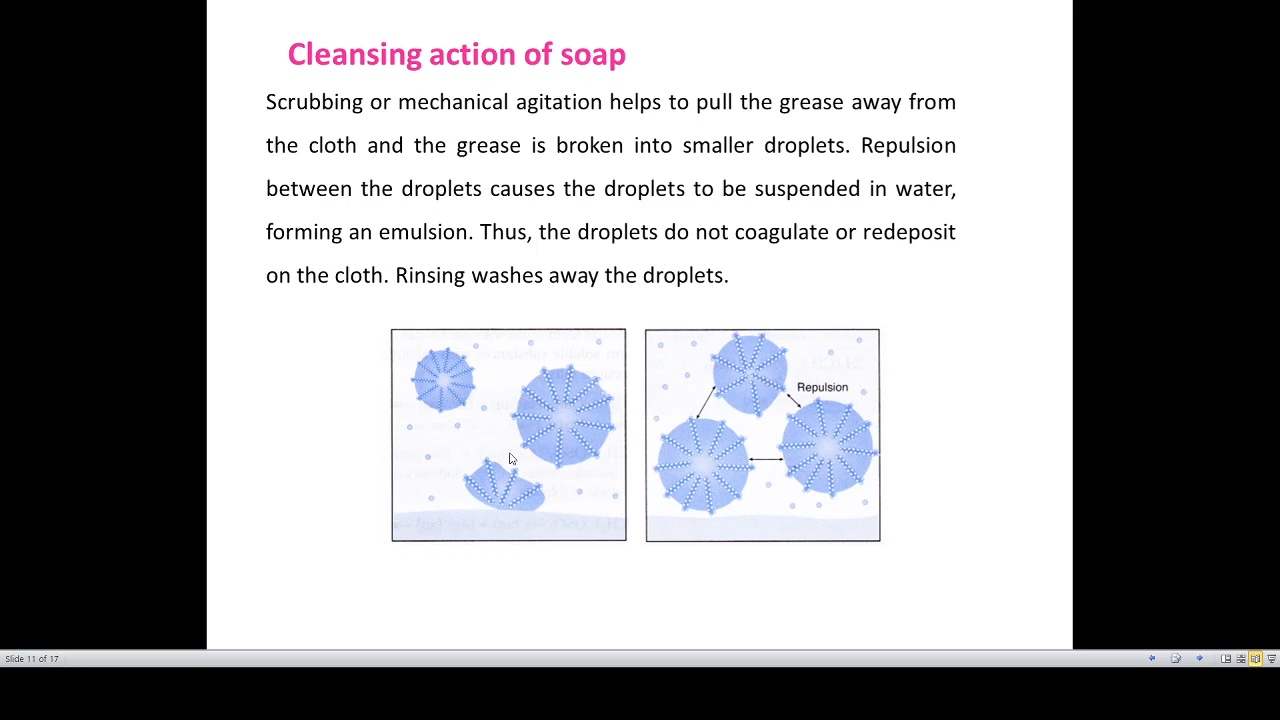 Cleansing action of soap
Scrubbing or mechanical agitation helps to pull the grease away from
the cloth and the grease is broken into smaller droplets. Repulsion
between the droplets causes the droplets to be suspended in water,
forming an emulsion. Thus, the droplets do not coagulate or redeposit
on the cloth. Rinsing washes away the droplets.
Repulsion
Slide 11 of 17